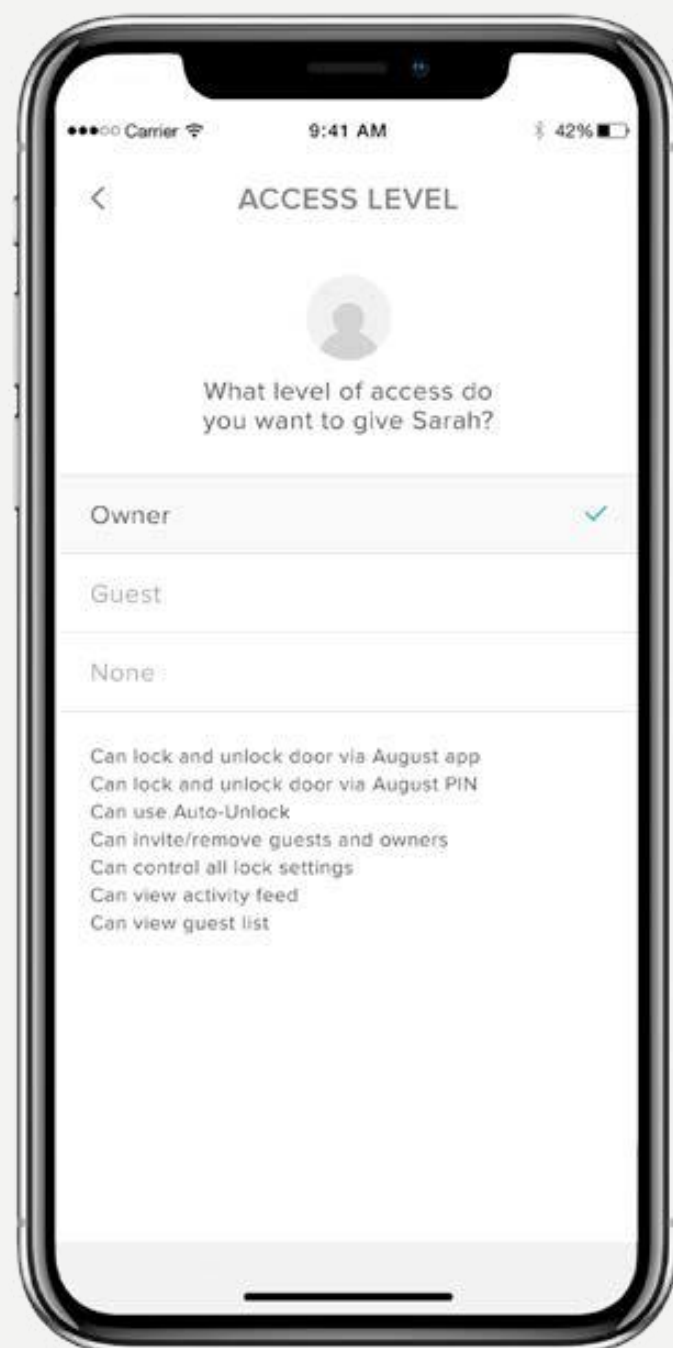 Carrier 9:41 AM 42%
ACCESS LEVEL
What level of access do
you want to give Sarah?
Owner
Guest
None
Can lock and unlock door via August app
Can lock and unlock door via August PIN
Can use Auto-Unlock
Can invite/remove guests and owners
Can control all lock settings
Can view activity feed
Can view guest list